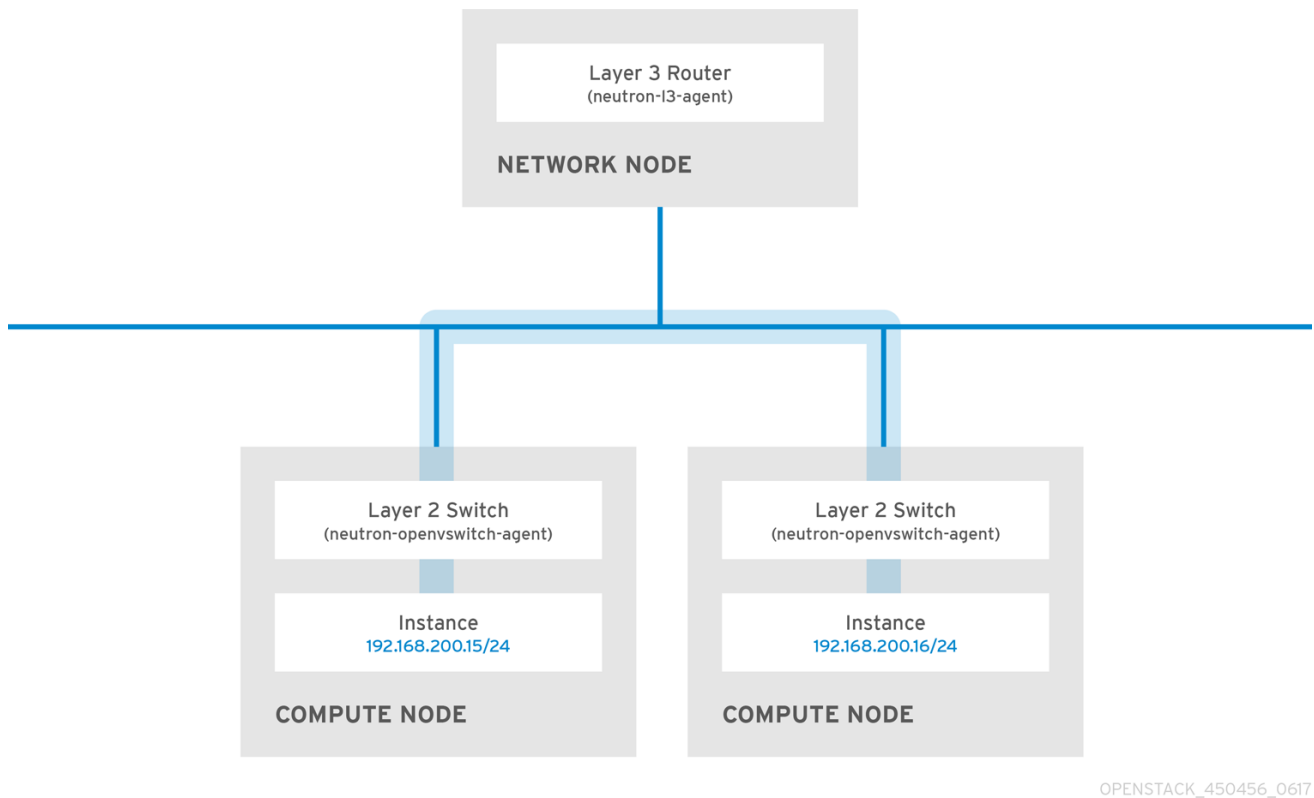 Layer 3 Router
(neutron-l3-agent)
NETWORK NODE
Layer 2 Switch
(neutron-openvswitch-agent)
Instance
192.168.200.15/24
COMPUTE NODE
Layer 2 Switch
(neutron-openvswitch-agent)
Instance
192.168.200.16/24
COMPUTE NODE
OPENSTACK_450456_0617